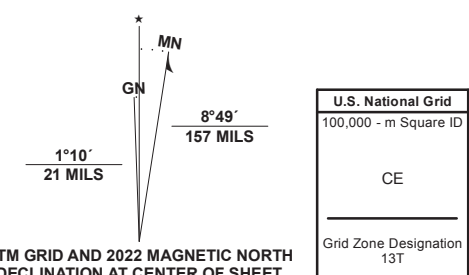 ★
MN
GN
8°49´
157 MILS
1°10´
21 MILS
TM GRID AND 2022 MAGNETIC NORTH
DECLINATION AT CENTER OF SHEET
U.S. National Grid
100,000 - m Square ID
CE
Grid Zone Designation
13T